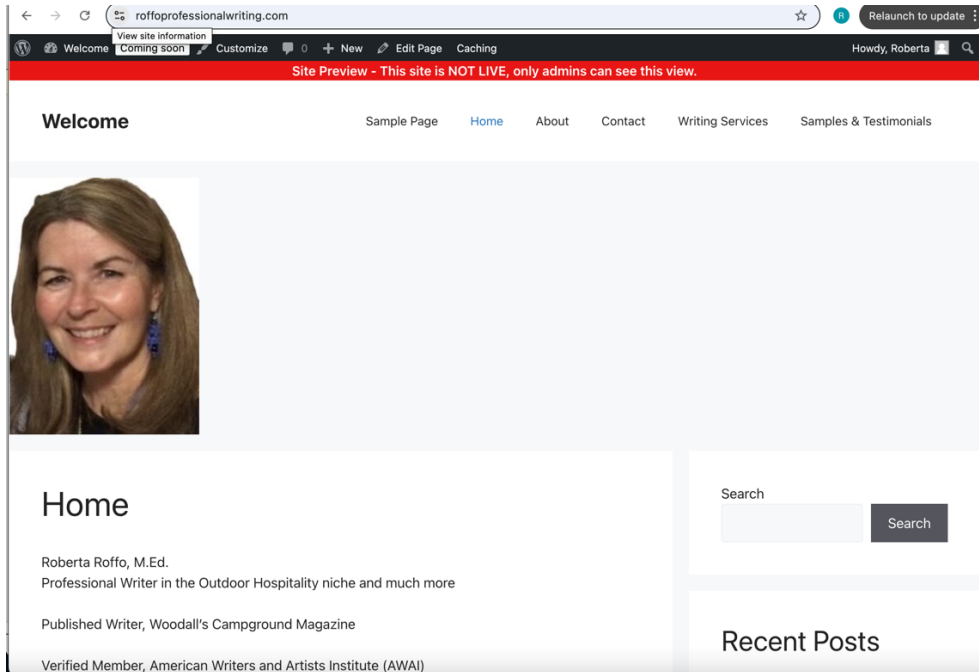 roffoprofessionalwriting.com
R
Relaunch to update
View site information
Welcome
Coming soon
Customize
0
New
Edit Page
Caching
Howdy, Roberta
Site Preview - This site is NOT LIVE, only admins can see this view.
Welcome
Sample Page
Home
About
Contact
Writing Services
Samples & Testimonials
Home
Roberta Roffo, M.Ed.
Professional Writer in the Outdoor Hospitality niche and much more
Published Writer, Woodall's Campground Magazine
Verified Member, American Writers and Artists Institute (AWAI)
Search
Search
Recent Posts